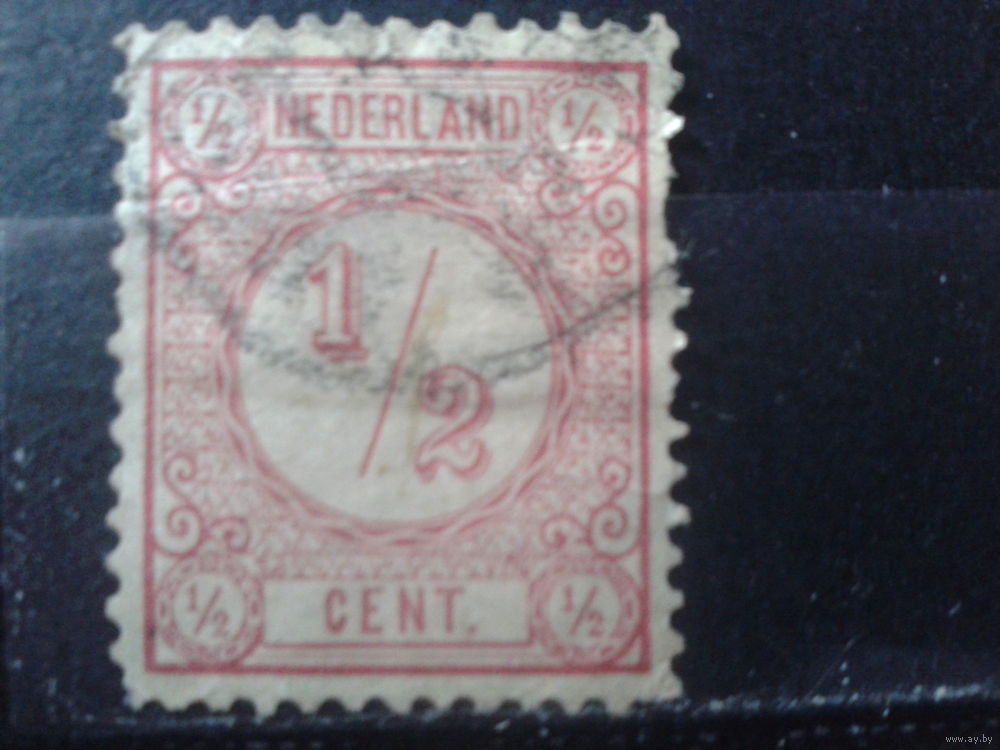 ½ NEDERLAND ½
1/2
½ CENT. ½
www.ay.by